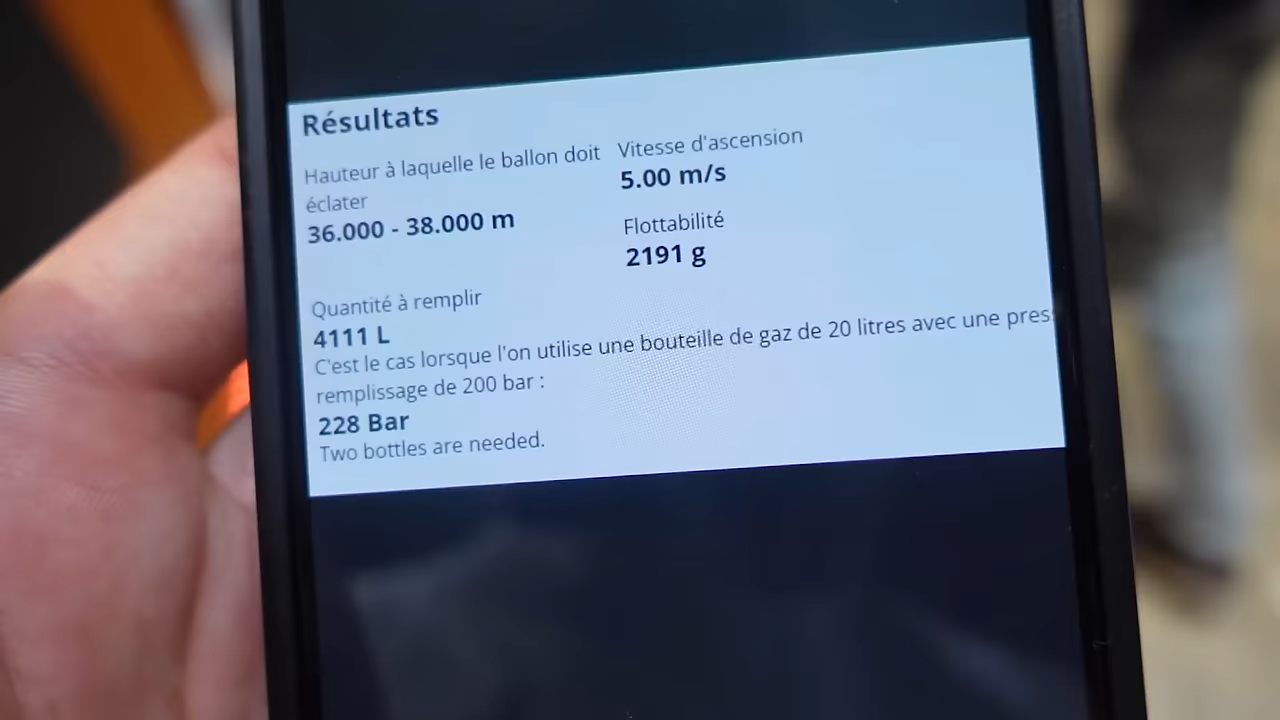 Résultats
Hauteur à laquelle le ballon doit
éclater
36.000 - 38.000 m
Vitesse d'ascension
5.00 m/s
Flottabilité
2191 g
Quantité à remplir
4111 L
C'est le cas lorsque l'on utilise une bouteille de gaz de 20 litres avec une pres
remplissage de 200 bar :
228 Bar
Two bottles are needed.